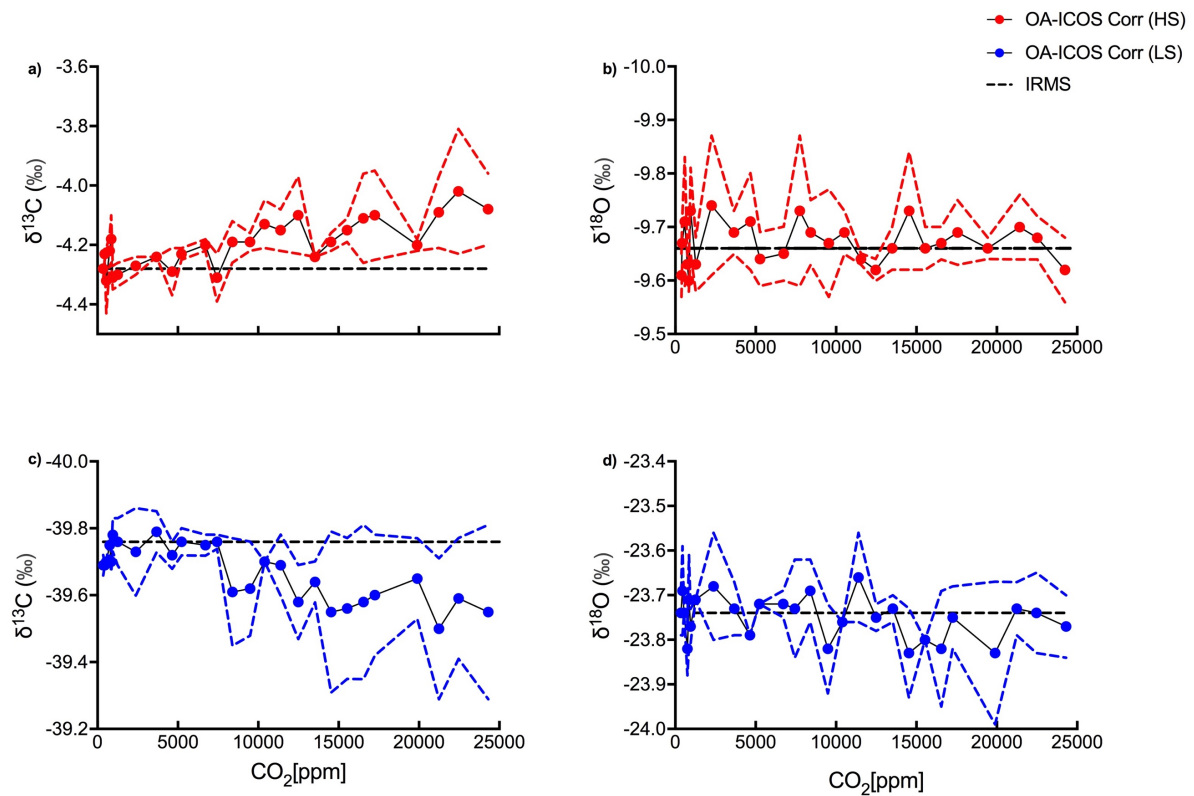 OA-ICOS Corr (HS)
OA-ICOS Corr (LS)
IRMS
a)
-3.6
-3.8
-4.0
-4.2
-4.4
δ¹³C (‰)
b)
-10.0
-9.9
-9.8
-9.7
-9.6
-9.5
δ¹⁸O (‰)
0 5000 10000 15000 20000 25000
c)
-40.0
-39.8
-39.6
-39.4
-39.2
δ¹³C (‰)
0 5000 10000 15000 20000 25000
CO₂[ppm]
d)
-23.4
-23.5
-23.6
-23.7
-23.8
-23.9
-24.0
δ¹⁸O (‰)
0 5000 10000 15000 20000 25000
CO₂[ppm]